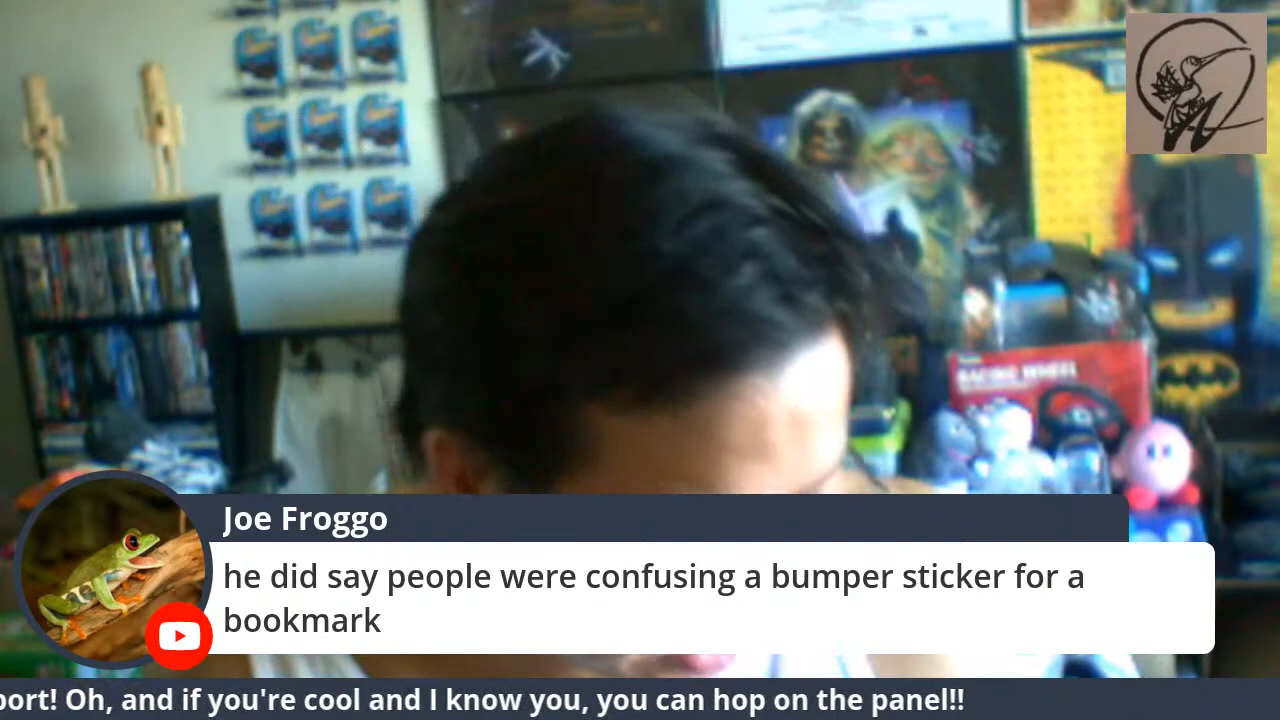 RACING WHEEL
Joe Froggo
he did say people were confusing a bumper sticker for a
bookmark
port! Oh, and if you're cool and I know you, you can hop on the panel!!